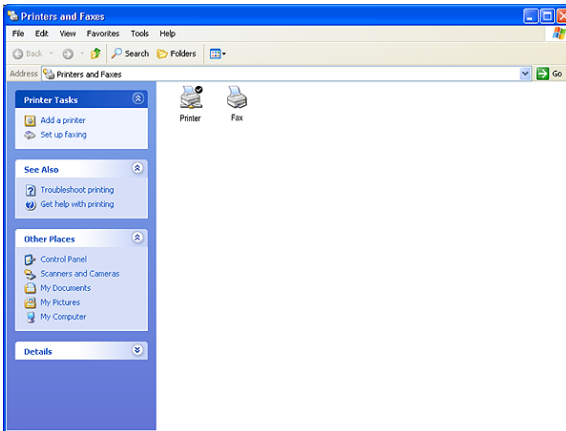 Printers and Faxes
File Edit View Favorites Tools Help
Back Search Folders
Address Printers and Faxes Go
Printer Tasks
Add a printer
Set up faxing
See Also
Troubleshoot printing
Get help with printing
Other Places
Control Panel
Scanners and Cameras
My Documents
My Pictures
My Computer
Details
Printer Fax